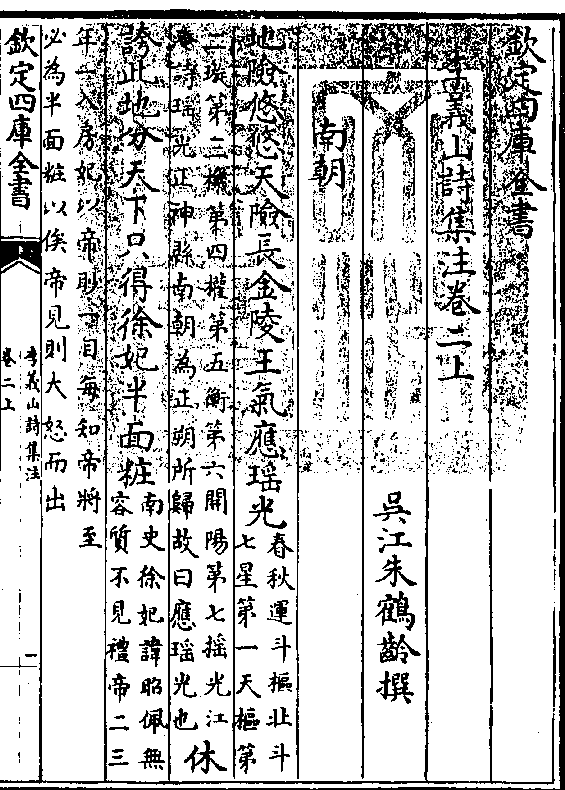 欽定四庫全書
李義山詩集注卷二上
吳江朱鶴齡撰
南朝
地險悠悠天險長金陵王氣應瑶光
春秋運斗樞北斗
七星第一天樞第
二璇第三機第四權第五衡第六開陽第七揺光江
淹詩瑶光正神縣南朝為正朔所歸故曰應瑶光也
休
誇此地分天下只得徐妃半面粧
南史徐妃諱昭佩無
容質不見禮帝二三
年一入房妃以帝眇一目每知帝將至
必為半面粧以俟帝見則大怒而出
欽定四庫全書
李義山詩集注
卷二上
一